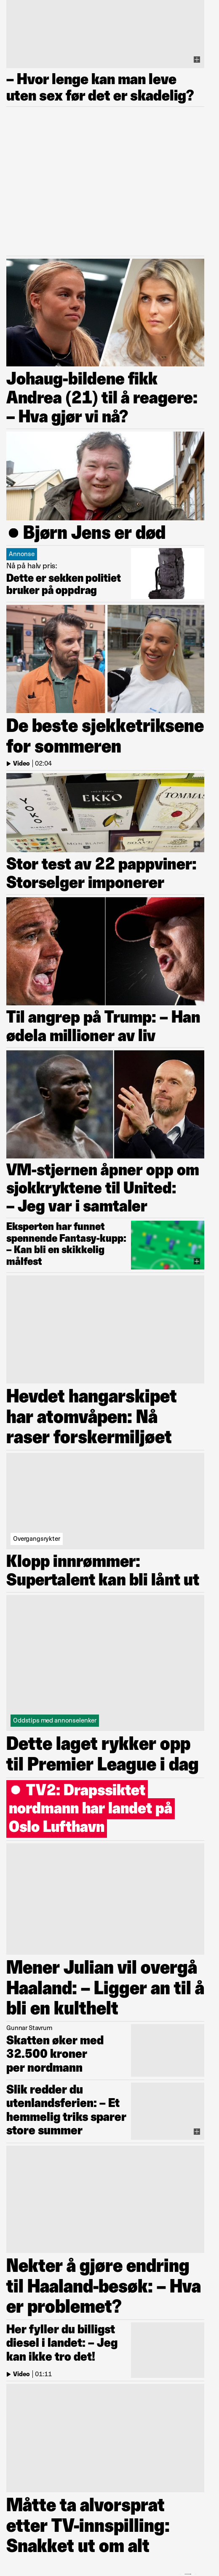 – Hvor lenge kan man leve
uten sex før det er skadelig?
Johaug-bildene fikk
Andrea (21) til å reagere:
– Hva gjør vi nå?
● Bjørn Jens er død
Annonse
Nå på halv pris:
Dette er sekken politiet
bruker på oppdrag
De beste sjekketriksene
for sommeren
Video | 02:04
YOKO
EKKO
TOMMA
Stor test av 22 pappviner:
Storselger imponerer
Til angrep på Trump: – Han
ødela millioner av liv
VM-stjernen åpner opp om
sjokkryktene til United:
– Jeg var i samtaler
Eksperten har funnet
spennende Fantasy-kupp:
– Kan bli en skikkelig
målfest
Hevdet hangarskipet
har atomvåpen: Nå
raser forskermiljøet
Overgangsrykter
Klopp innrømmer:
Supertalent kan bli lånt ut
Oddstips med annonselenker
Dette laget rykker opp
til Premier League i dag
● TV2: Drapssiktet
nordmann har landet på
Oslo Lufthavn
Mener Julian vil overgå
Haaland: – Ligger an til å
bli en kulthelt
Gunnar Stavrum
Skatten øker med
32.500 kroner
per nordmann
Slik redder du
utenlandsferien: – Et
hemmelig triks sparer
store summer
Nekter å gjøre endring
til Haaland-besøk: – Hva
er problemet?
Her fyller du billigst
diesel i landet: – Jeg
kan ikke tro det!
Video | 01:11
Måtte ta alvorsprat
etter TV-innspilling:
Snakket ut om alt